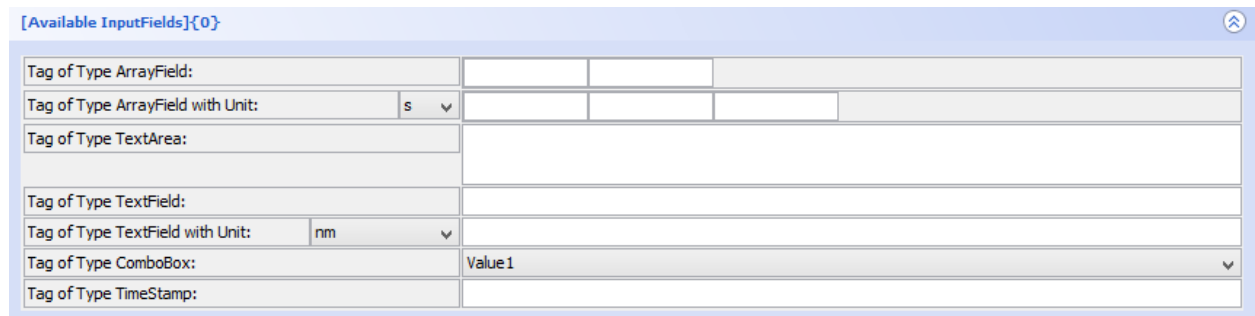 [Available InputFields]{0}
Tag of Type ArrayField:
Tag of Type ArrayField with Unit: s
Tag of Type TextArea:
Tag of Type TextField:
Tag of Type TextField with Unit: nm
Tag of Type ComboBox: Value1
Tag of Type TimeStamp: